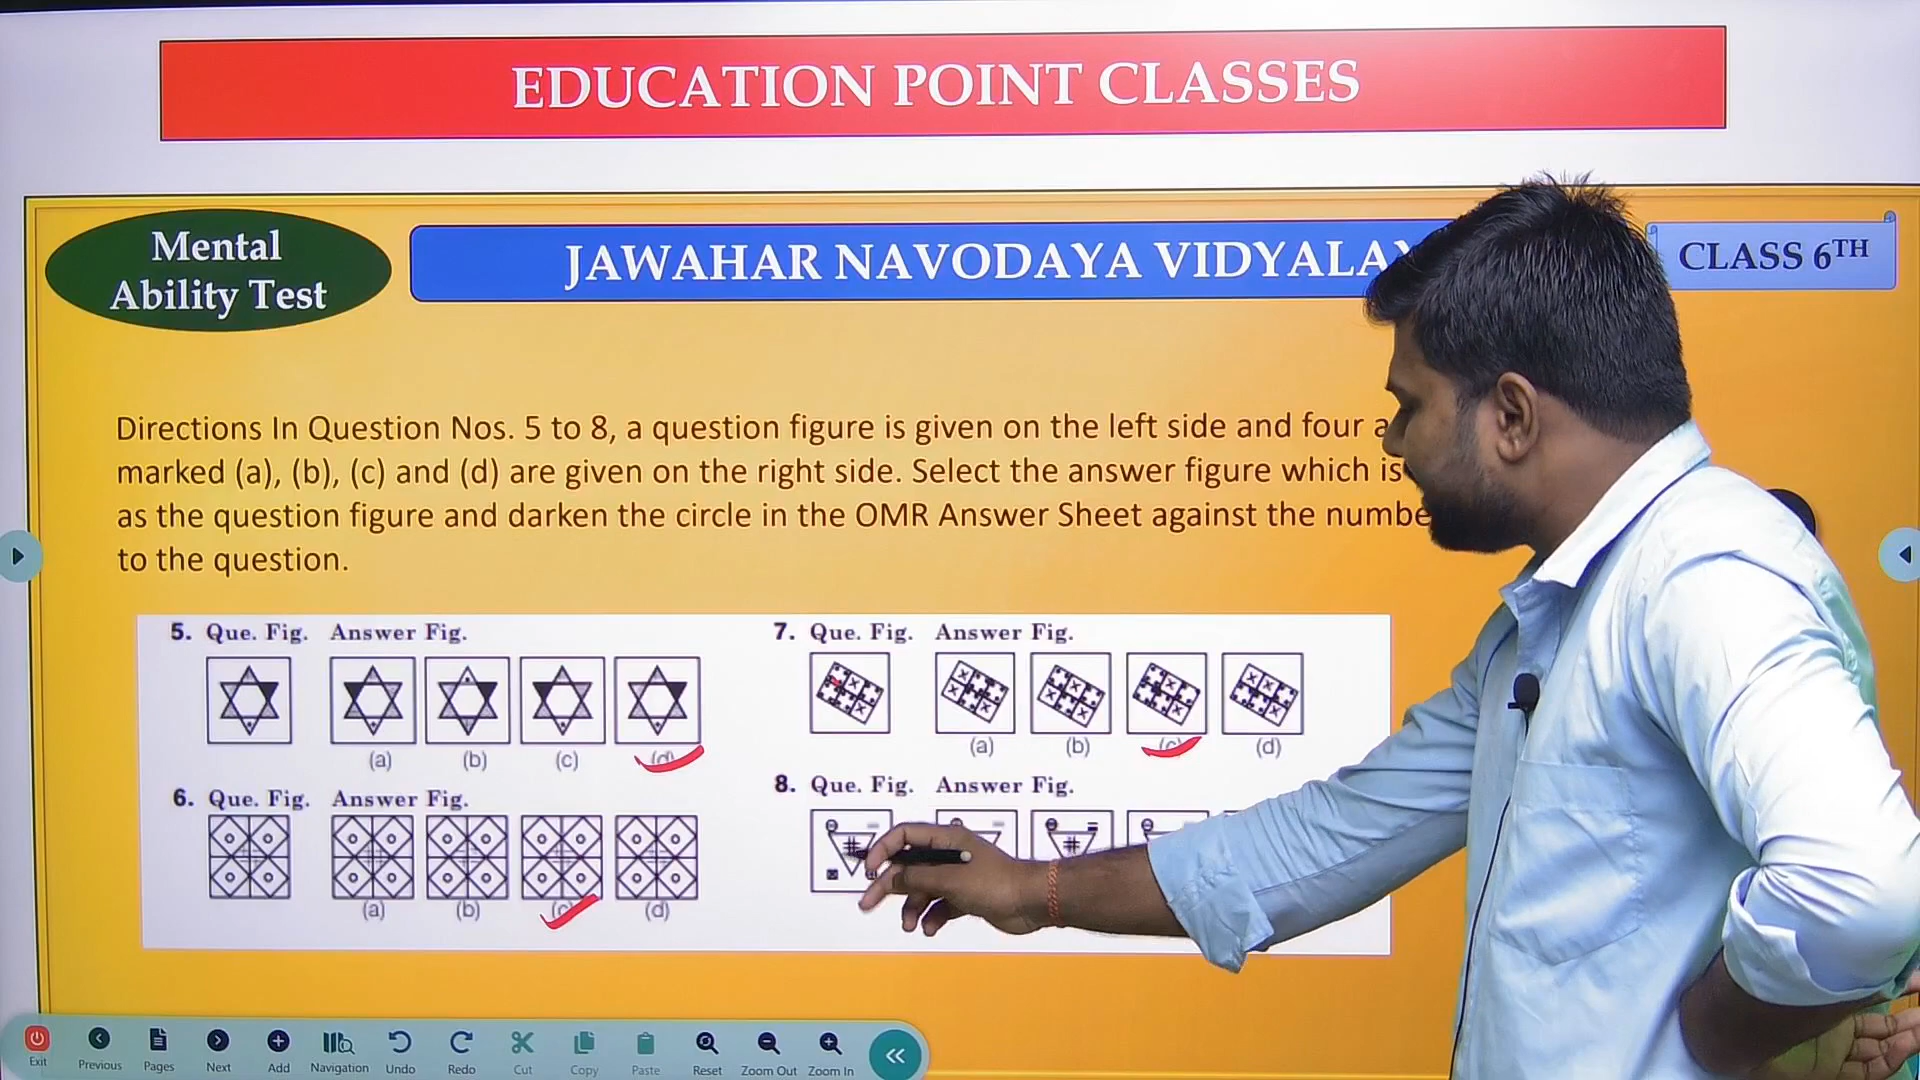 EDUCATION POINT CLASSES
Mental
Ability Test
JAWAHAR NAVODAYA
CLASS 6TH
Directions In Question Nos. 5 to 8, a question figure is given on the left side and four
marked (a), (b), (c) and (d) are given on the right side. Select the answer figure which is
as the question figure and darken the circle in the OMR Answer Sheet against the
to the question.
5. Que. Fig. Answer Fig.
(a) (b) (c) (d)
6. Que. Fig. Answer Fig.
(a) (b) (c) (d)
7. Que. Fig. Answer Fig.
(a) (b) (c) (d)
8. Que. Fig. Answer Fig.
Exit Previous Pages Next Add Navigation Undo Redo Cut Copy Paste Reset Zoom Out Zoom In